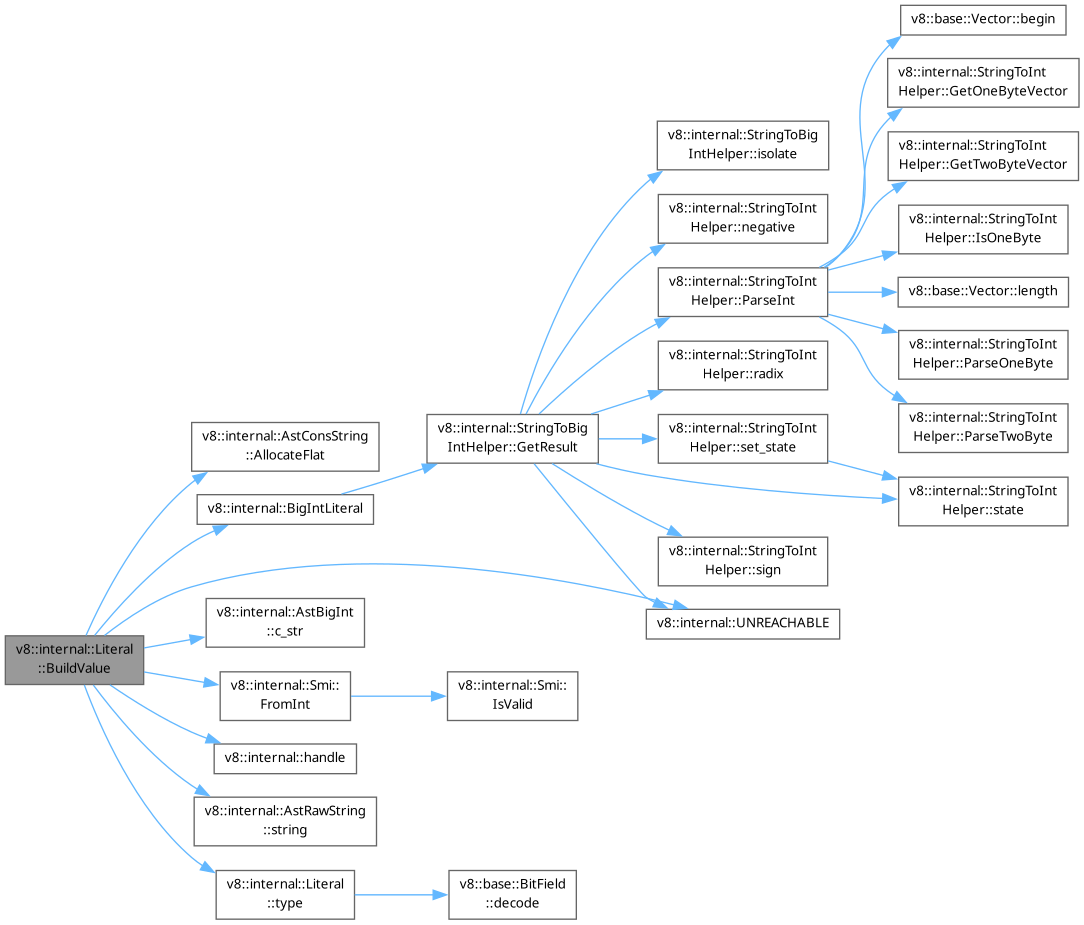 v8::base::Vector::begin
v8::internal::StringToInt
Helper::GetOneByteVector
v8::internal::StringToBig
IntHelper::isolate
v8::internal::StringToInt
Helper::GetTwoByteVector
v8::internal::StringToInt
Helper::negative
v8::internal::StringToInt
Helper::IsOneByte
v8::internal::StringToInt
Helper::ParseInt
v8::base::Vector::length
v8::internal::StringToInt
Helper::radix
v8::internal::StringToInt
Helper::ParseOneByte
v8::internal::AstConsString
::AllocateFlat
v8::internal::StringToBig
IntHelper::GetResult
v8::internal::StringToInt
Helper::set_state
v8::internal::StringToInt
Helper::ParseTwoByte
v8::internal::BigIntLiteral
v8::internal::StringToInt
Helper::state
v8::internal::StringToInt
Helper::sign
v8::internal::AstBigInt
::c_str
v8::internal::UNREACHABLE
v8::internal::Literal
::BuildValue
v8::internal::Smi::
FromInt
v8::internal::Smi::
IsValid
v8::internal::handle
v8::internal::AstRawString
::string
v8::internal::Literal
::type
v8::base::BitField
::decode